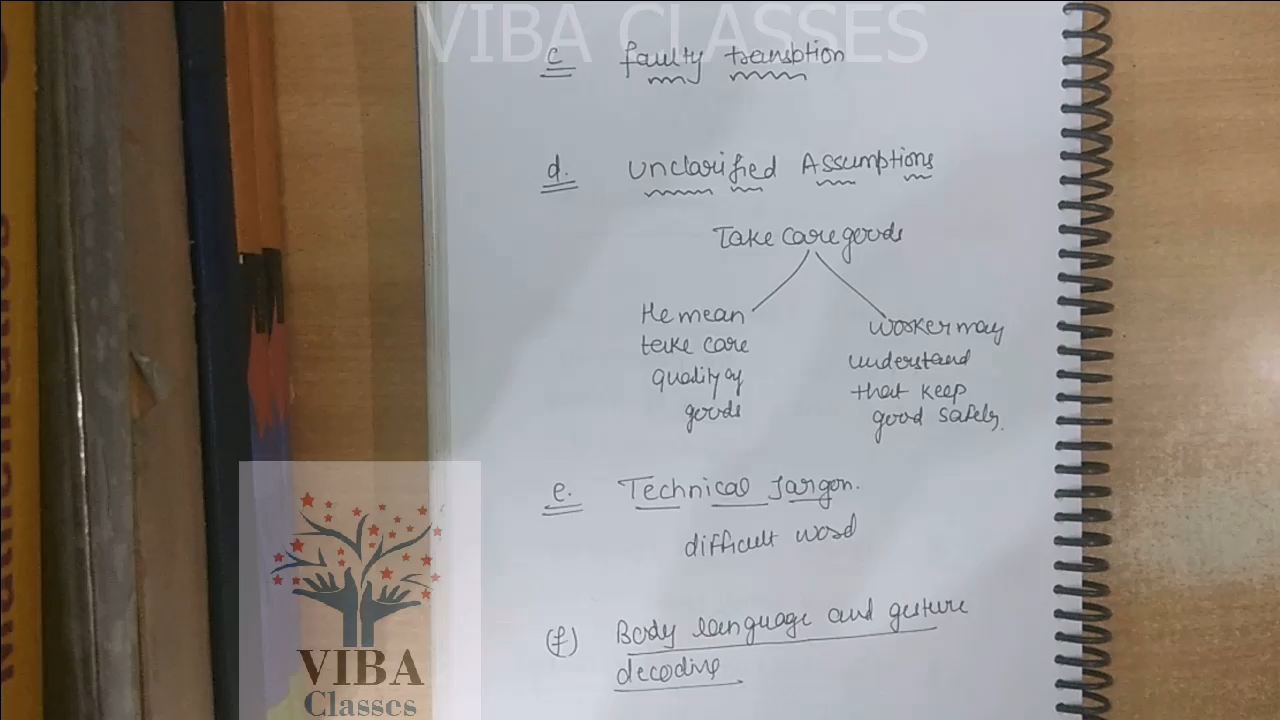 VIBA CLASSES
c faulty transbtion
d. Unclarified Assumptions
Take care goods
He mean
take care
quality of
goods
worker may
understand
that keep
good safely.
e. Technical Jargon.
difficult word
(f) Body language and gesture
decoding
VIBA
Classes